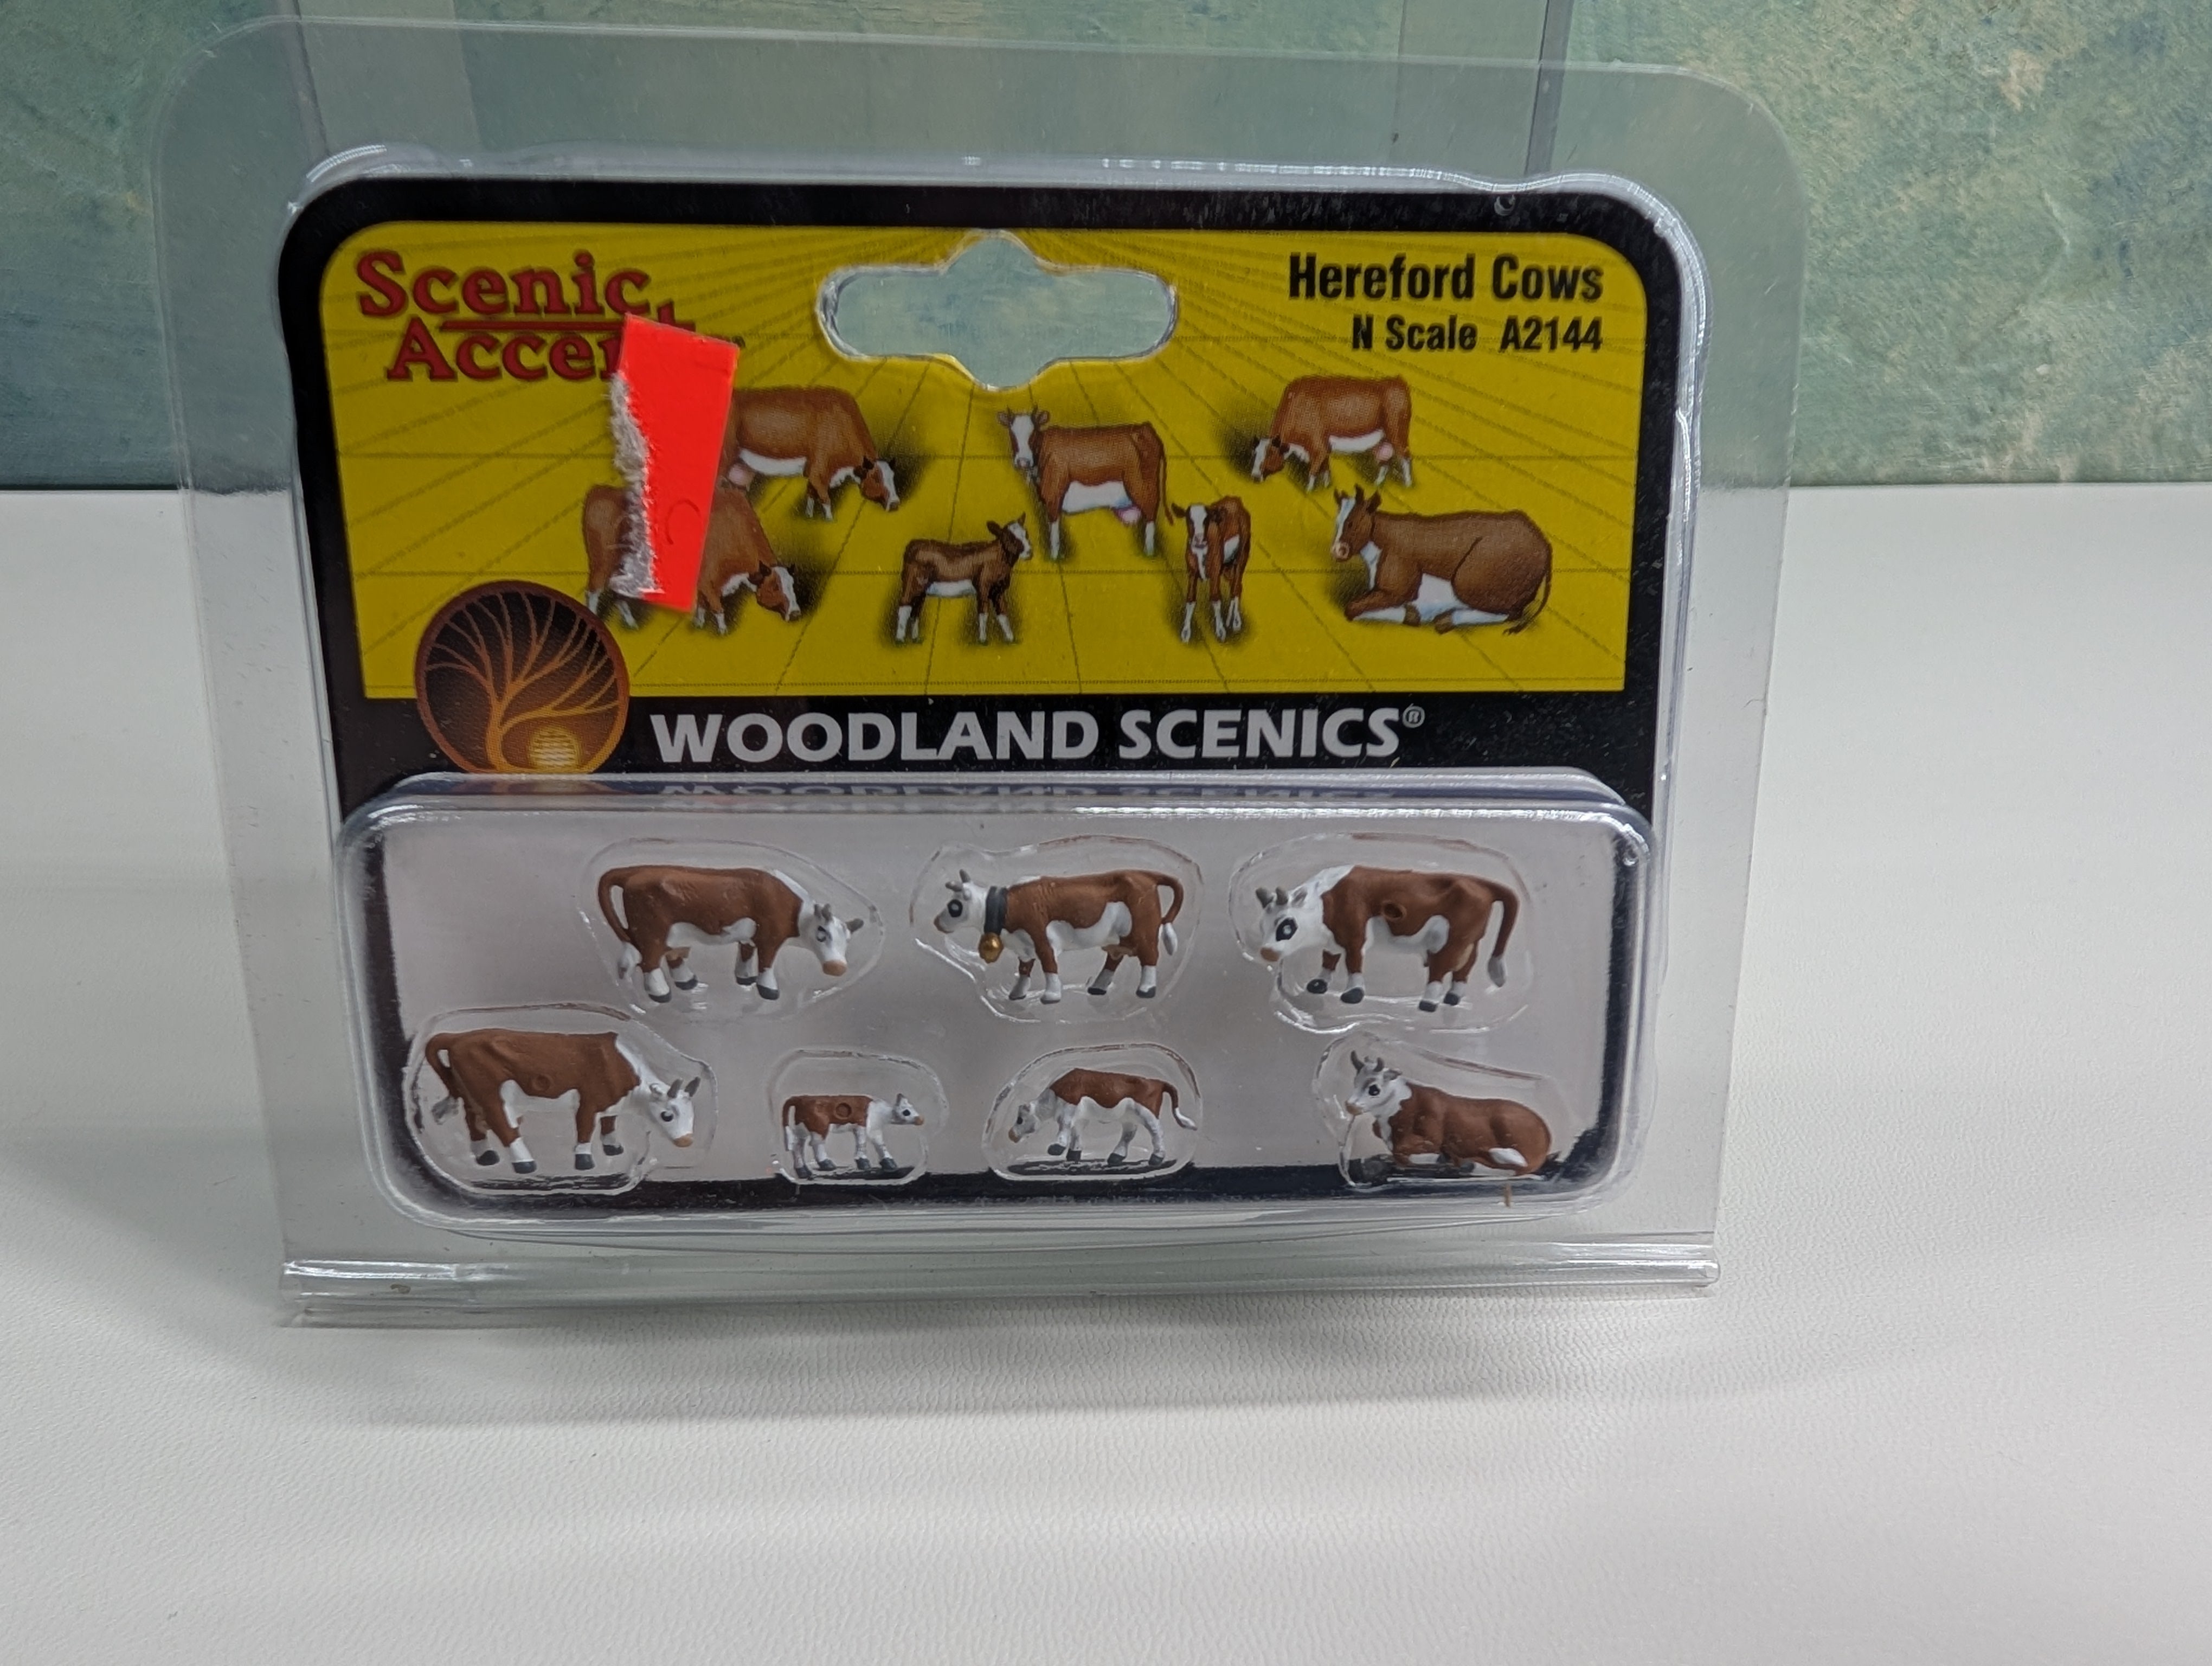 Scenic
Hereford Cows
N Scale A2144
WOODLAND SCENICS®